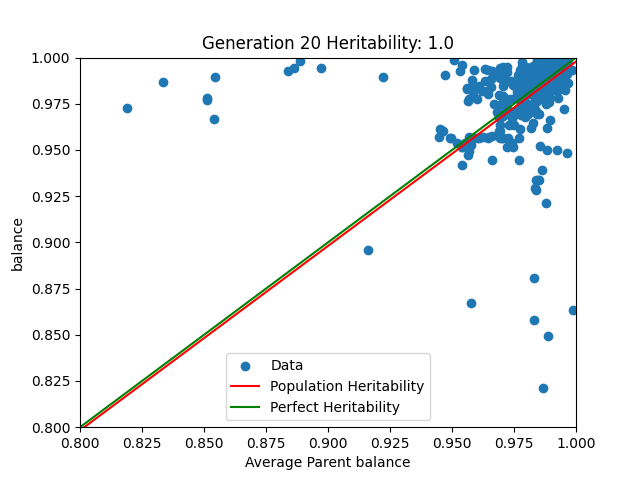 Generation 20 Heritability: 1.0
1.000
0.975
0.950
0.925
0.900
0.875
0.850
0.825
0.800
balance
Data
Population Heritability
Perfect Heritability
0.800 0.825 0.850 0.875 0.900 0.925 0.950 0.975 1.000
Average Parent balance